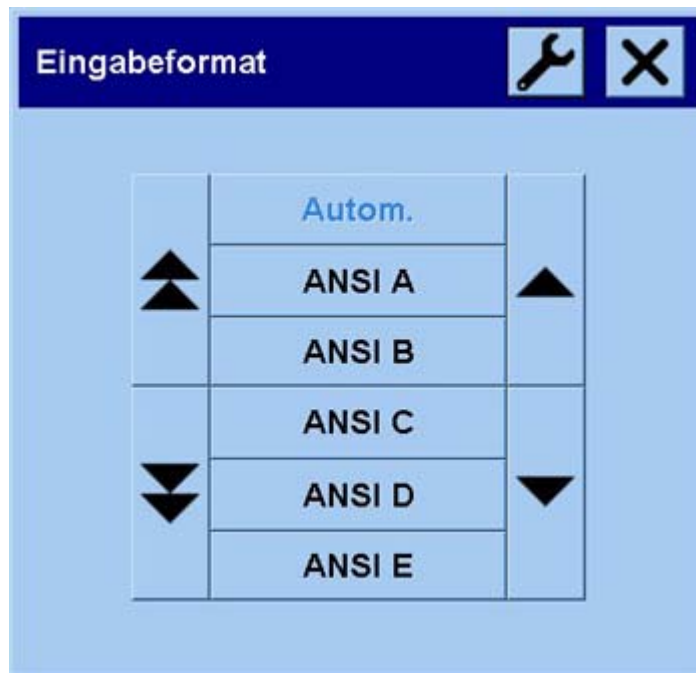 Eingabeformat
Autom.
ANSI A
ANSI B
ANSI C
ANSI D
ANSI E